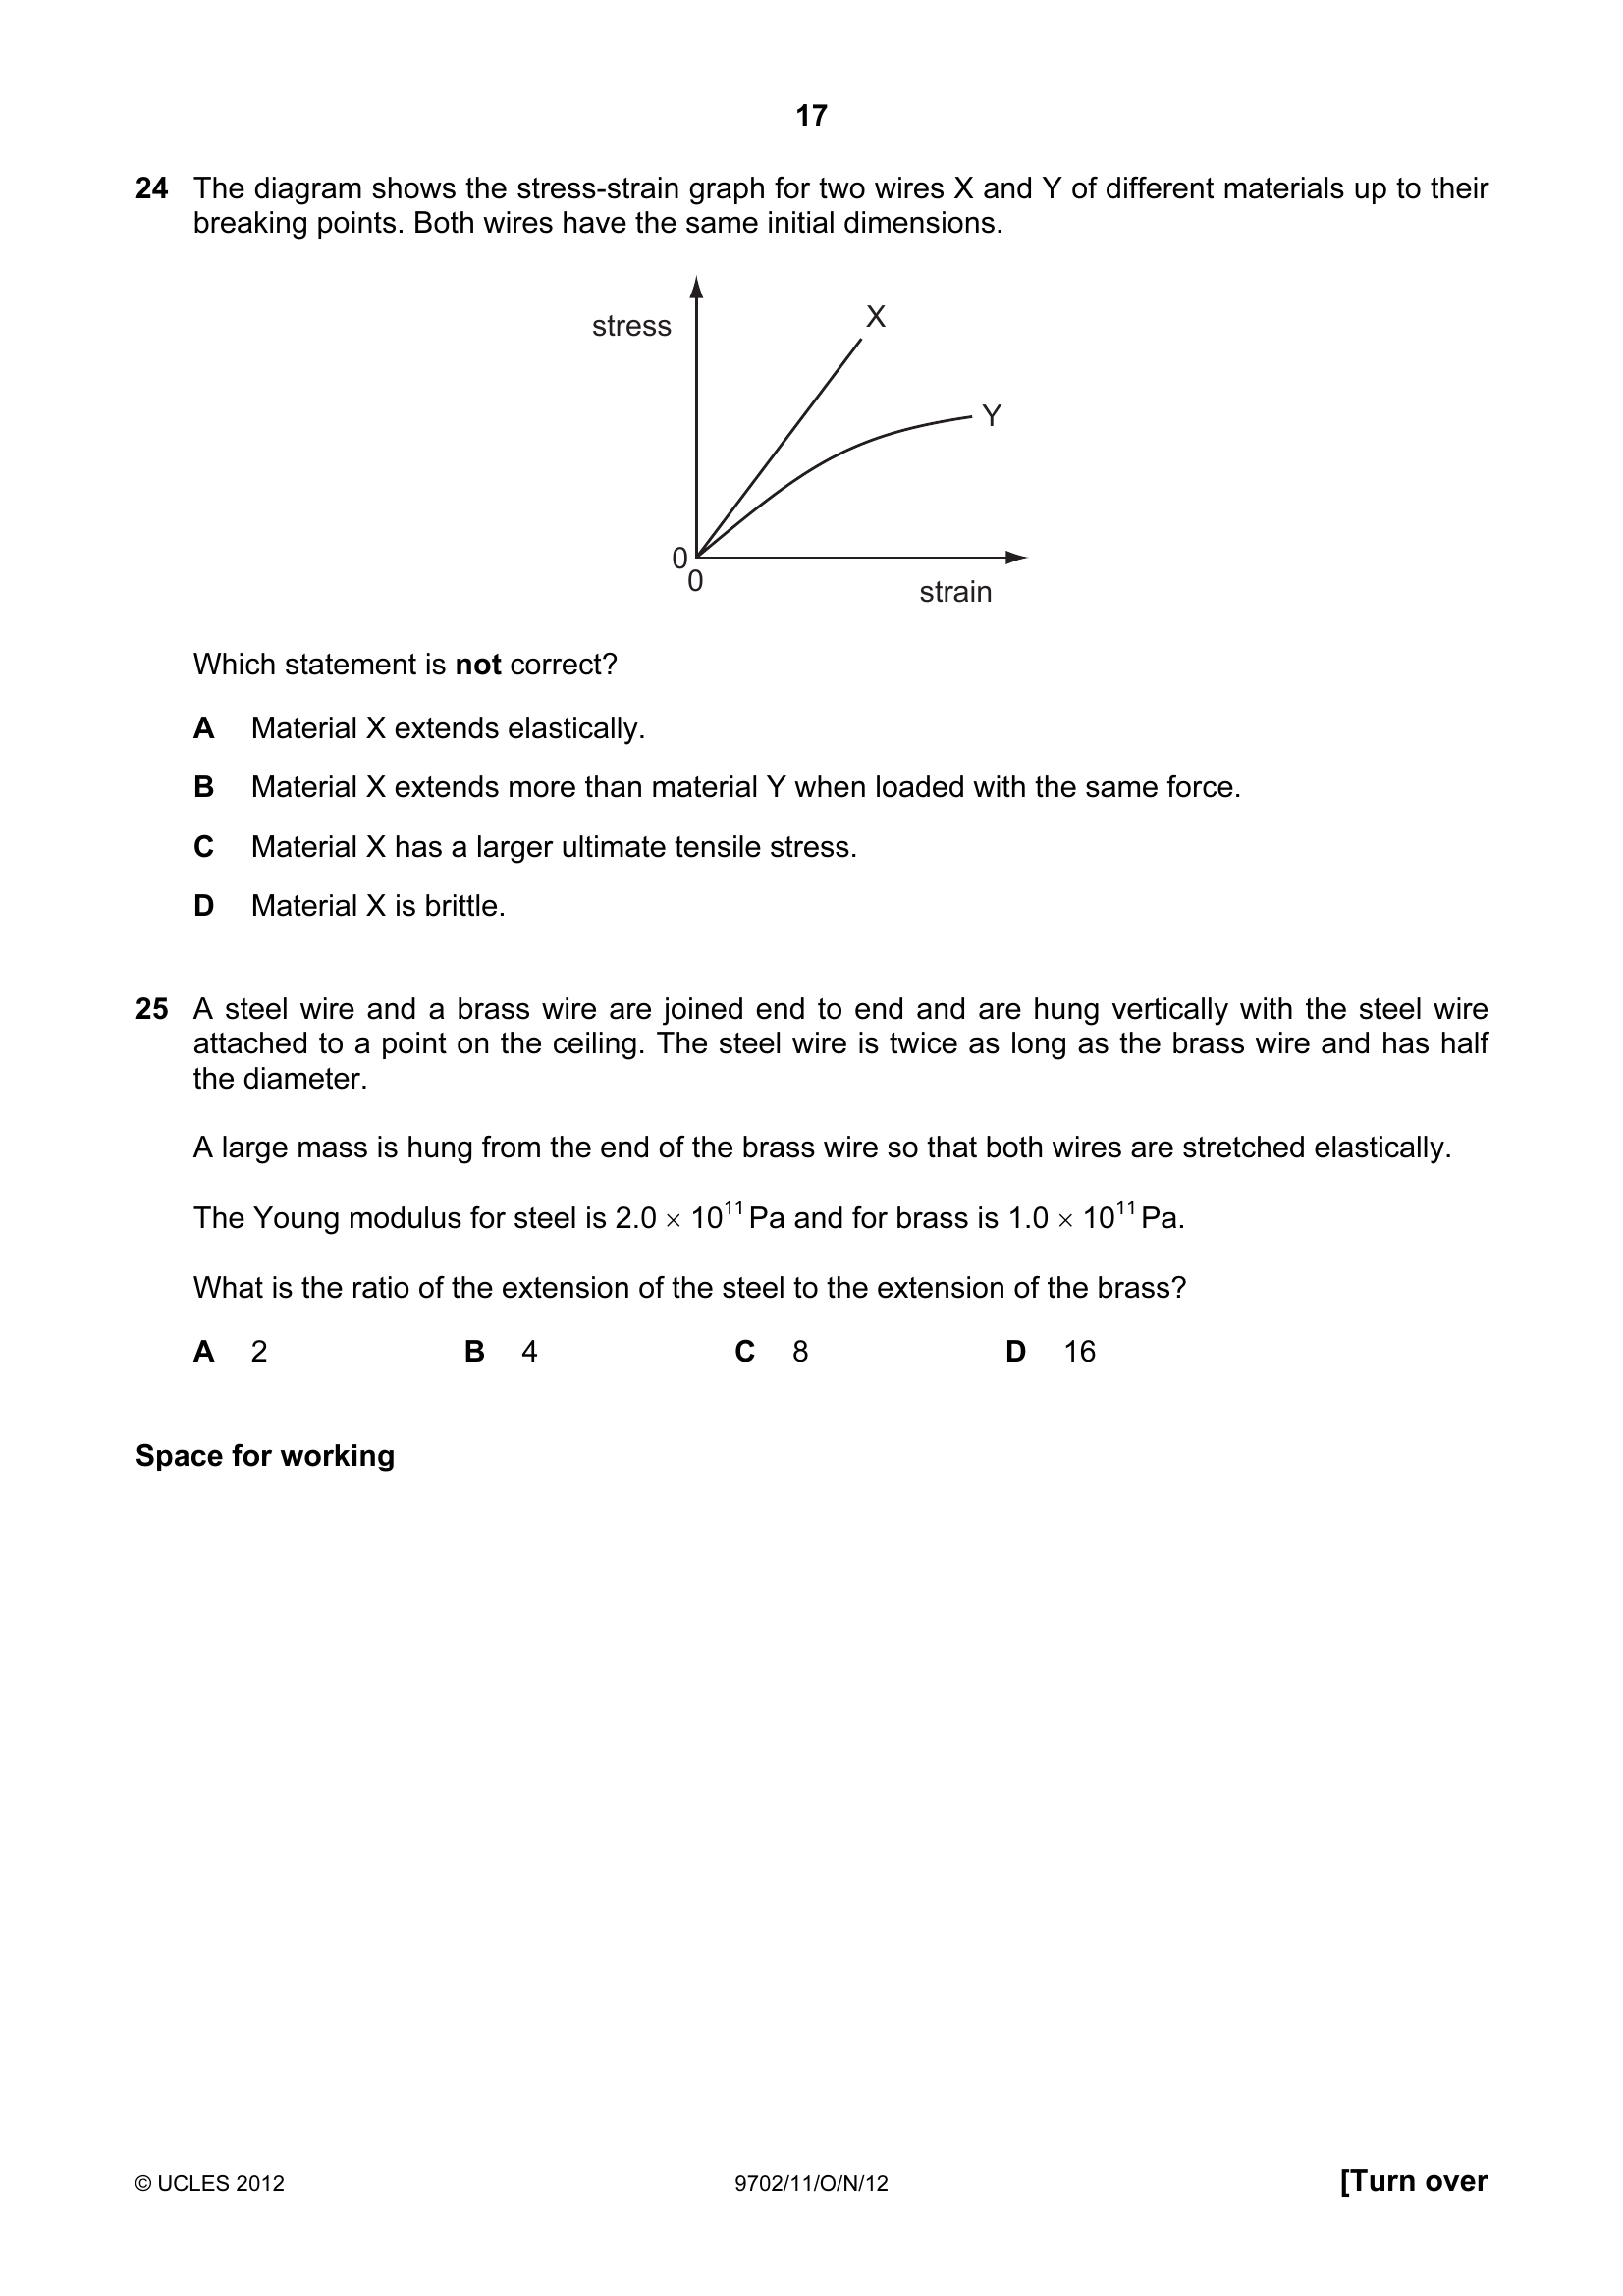 17
24 The diagram shows the stress-strain graph for two wires X and Y of different materials up to their
breaking points. Both wires have the same initial dimensions.
X
stress
Y
0
0
strain
Which statement is not correct?
A Material X extends elastically.
B Material X extends more than material Y when loaded with the same force.
C Material X has a larger ultimate tensile stress.
D Material X is brittle.
25 A steel wire and a brass wire are joined end to end and are hung vertically with the steel wire
attached to a point on the ceiling. The steel wire is twice as long as the brass wire and has half
the diameter.
A large mass is hung from the end of the brass wire so that both wires are stretched elastically.
The Young modulus for steel is 2.0 × 10¹¹ Pa and for brass is 1.0 × 10¹¹ Pa.
What is the ratio of the extension of the steel to the extension of the brass?
A 2 B 4 C 8 D 16
Space for working
© UCLES 2012 9702/11/O/N/12 [Turn over